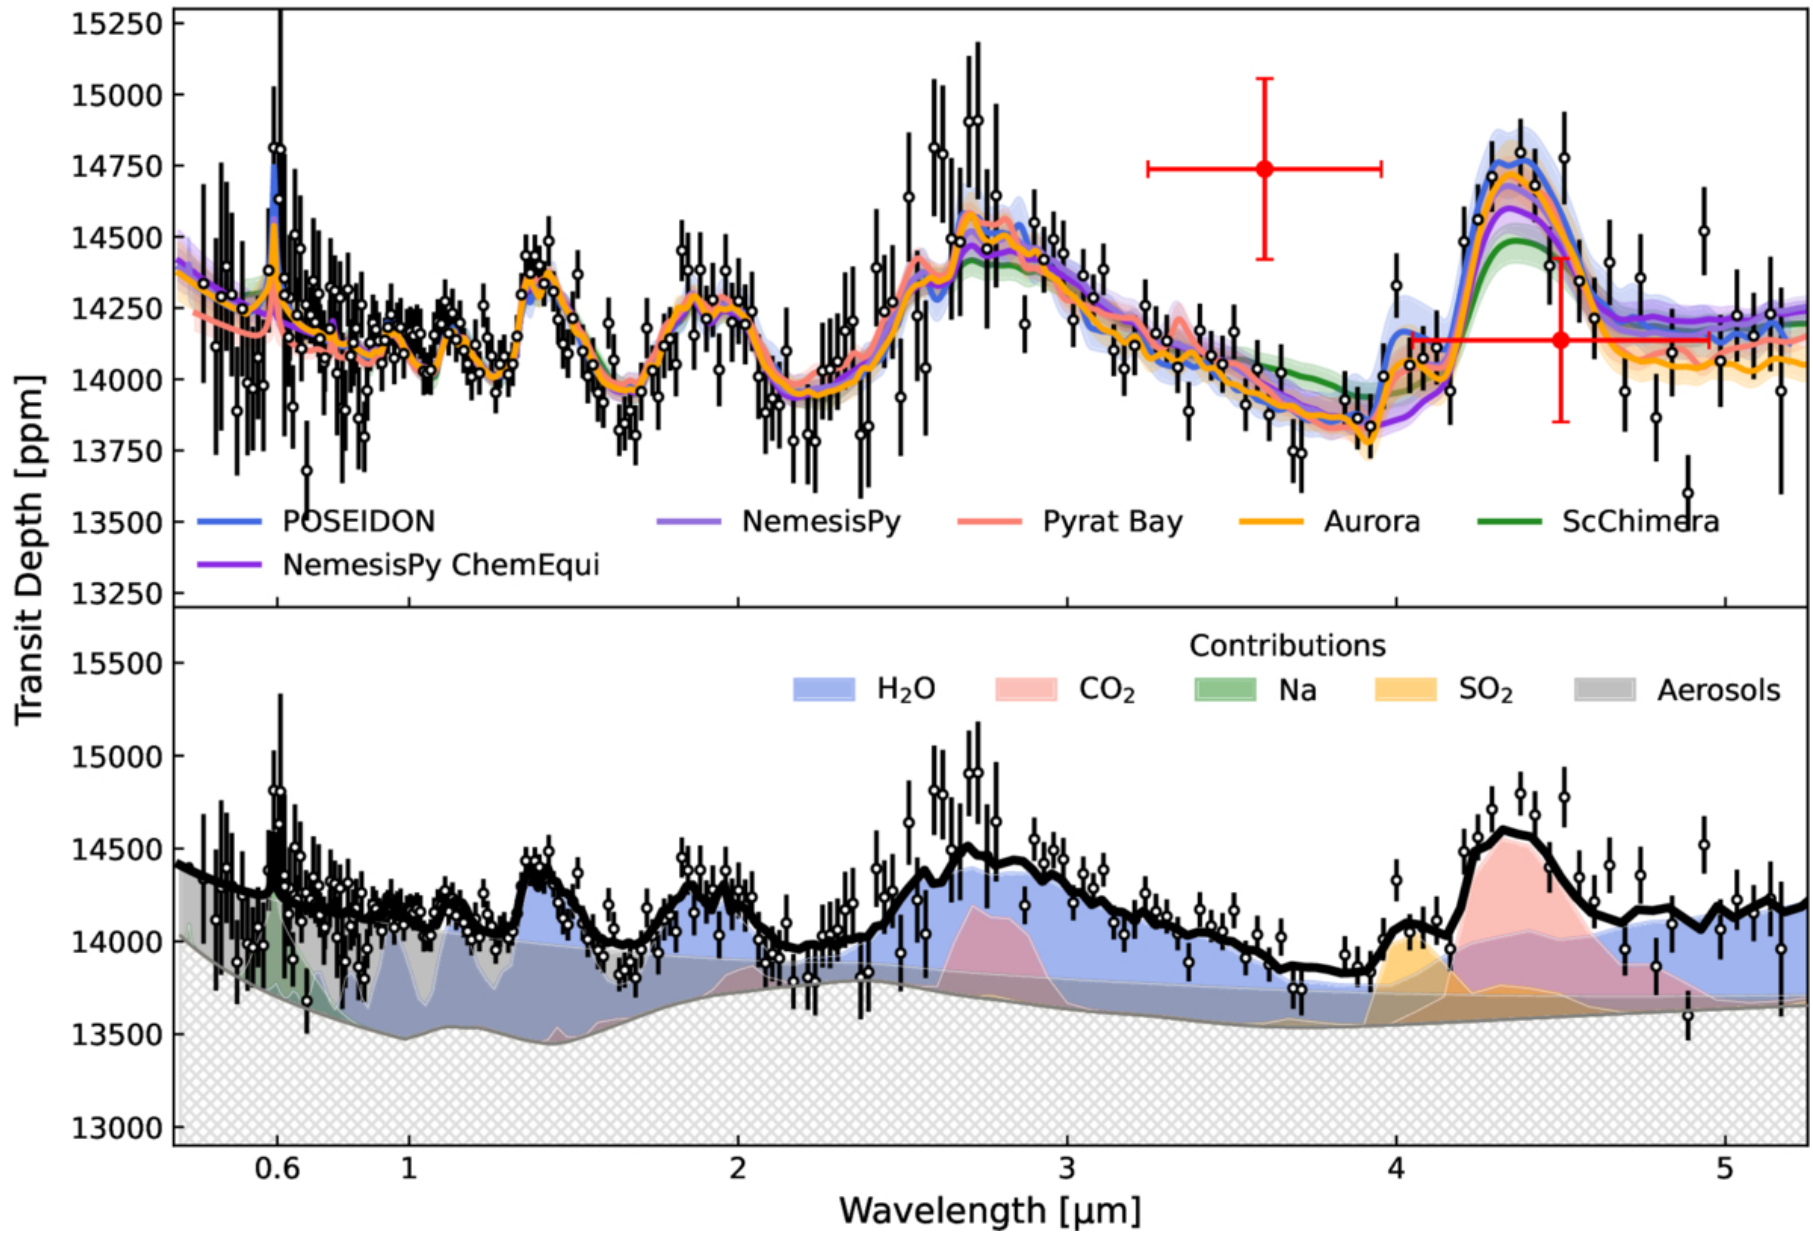 15250
15000
14750
14500
14250
14000
13750
13500
13250
POSEIDON NemesisPy Pyrat Bay Aurora ScChimera
NemesisPy ChemEqui
Transit Depth [ppm]
Contributions
H₂O CO₂ Na SO₂ Aerosols
15500
15000
14500
14000
13500
13000
0.6 1 2 3 4 5
Wavelength [μm]